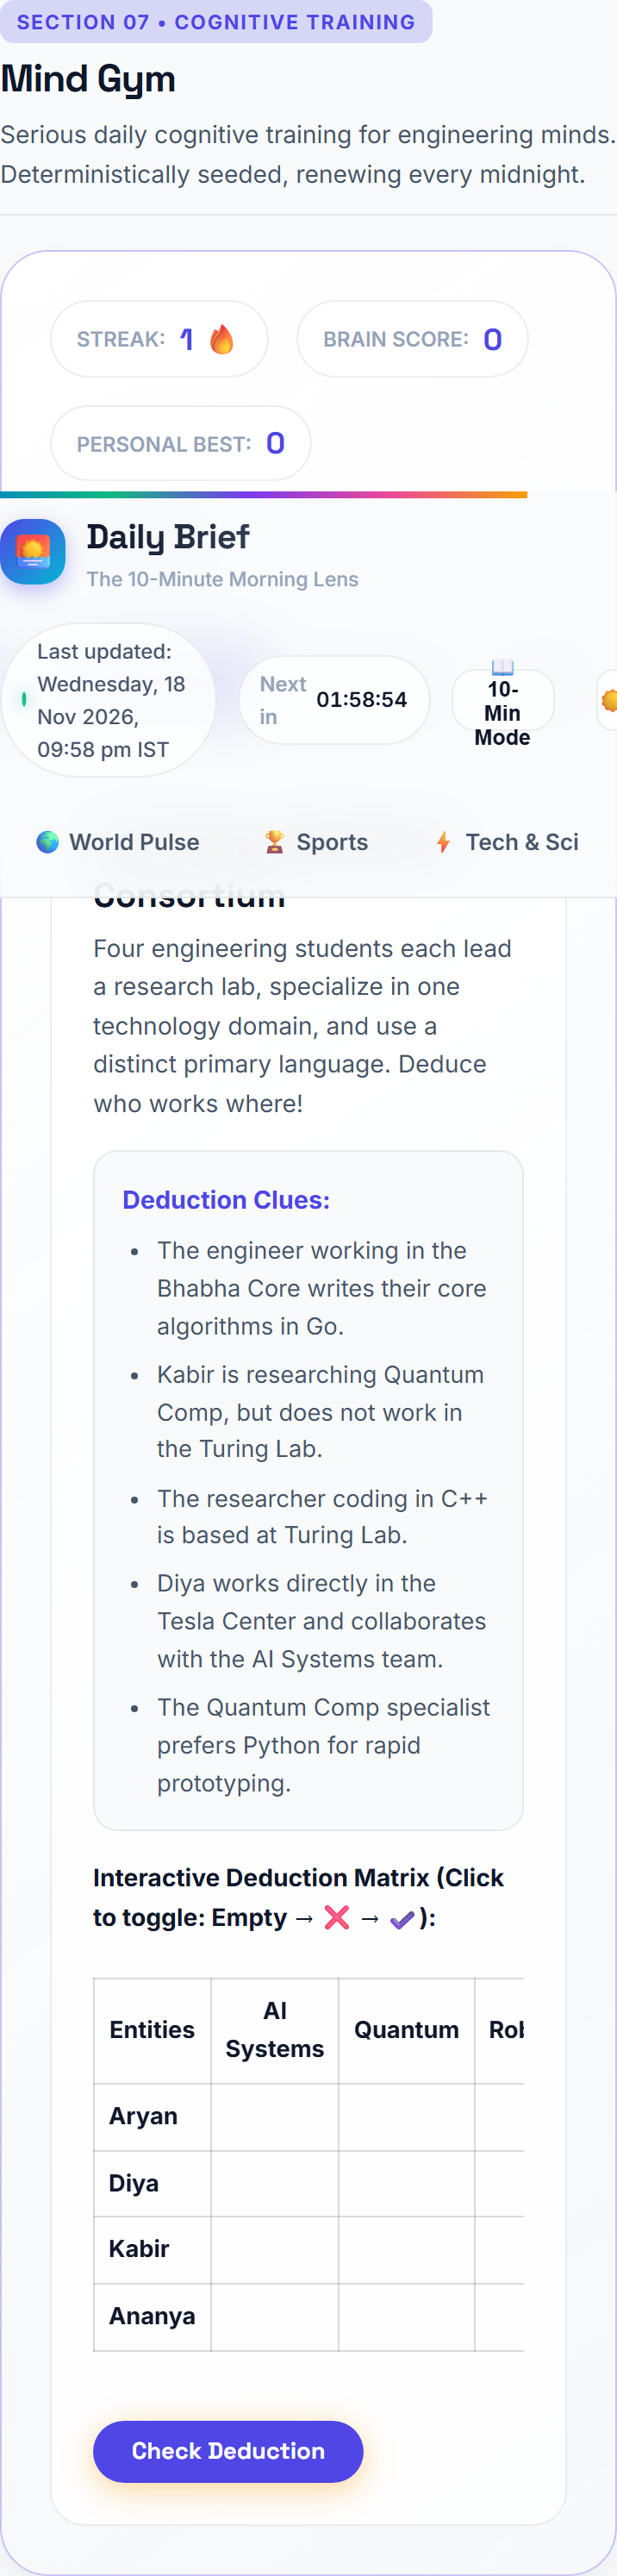 SECTION 07 • COGNITIVE TRAINING
Mind Gym
Serious daily cognitive training for engineering minds.
Deterministically seeded, renewing every midnight.
STREAK: 1 🔥
BRAIN SCORE: 0
PERSONAL BEST: 0
Daily Brief
The 10-Minute Morning Lens
Last updated:
Wednesday, 18
Nov 2026,
09:58 pm IST
Next
in
01:58:54
📖
10-
Min
Mode
🌍 World Pulse
🏆 Sports
⚡ Tech & Sci
Consortium
Four engineering students each lead
a research lab, specialize in one
technology domain, and use a
distinct primary language. Deduce
who works where!
Deduction Clues:
• The engineer working in the
Bhabha Core writes their core
algorithms in Go.
• Kabir is researching Quantum
Comp, but does not work in
the Turing Lab.
• The researcher coding in C++
is based at Turing Lab.
• Diya works directly in the
Tesla Center and collaborates
with the AI Systems team.
• The Quantum Comp specialist
prefers Python for rapid
prototyping.
Interactive Deduction Matrix (Click
to toggle: Empty → ❌ → ✔):
Entities
AI
Systems
Quantum
Aryan
Diya
Kabir
Ananya
Check Deduction